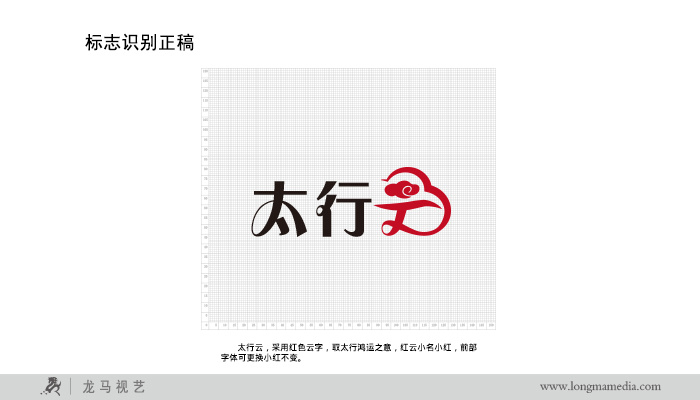 标志识别正稿
太行云
太行云，采用红色云字，取太行鸿运之意，红云小名小红，前部
字体可更换小红不变。
龙马视艺
www.longmamedia.com